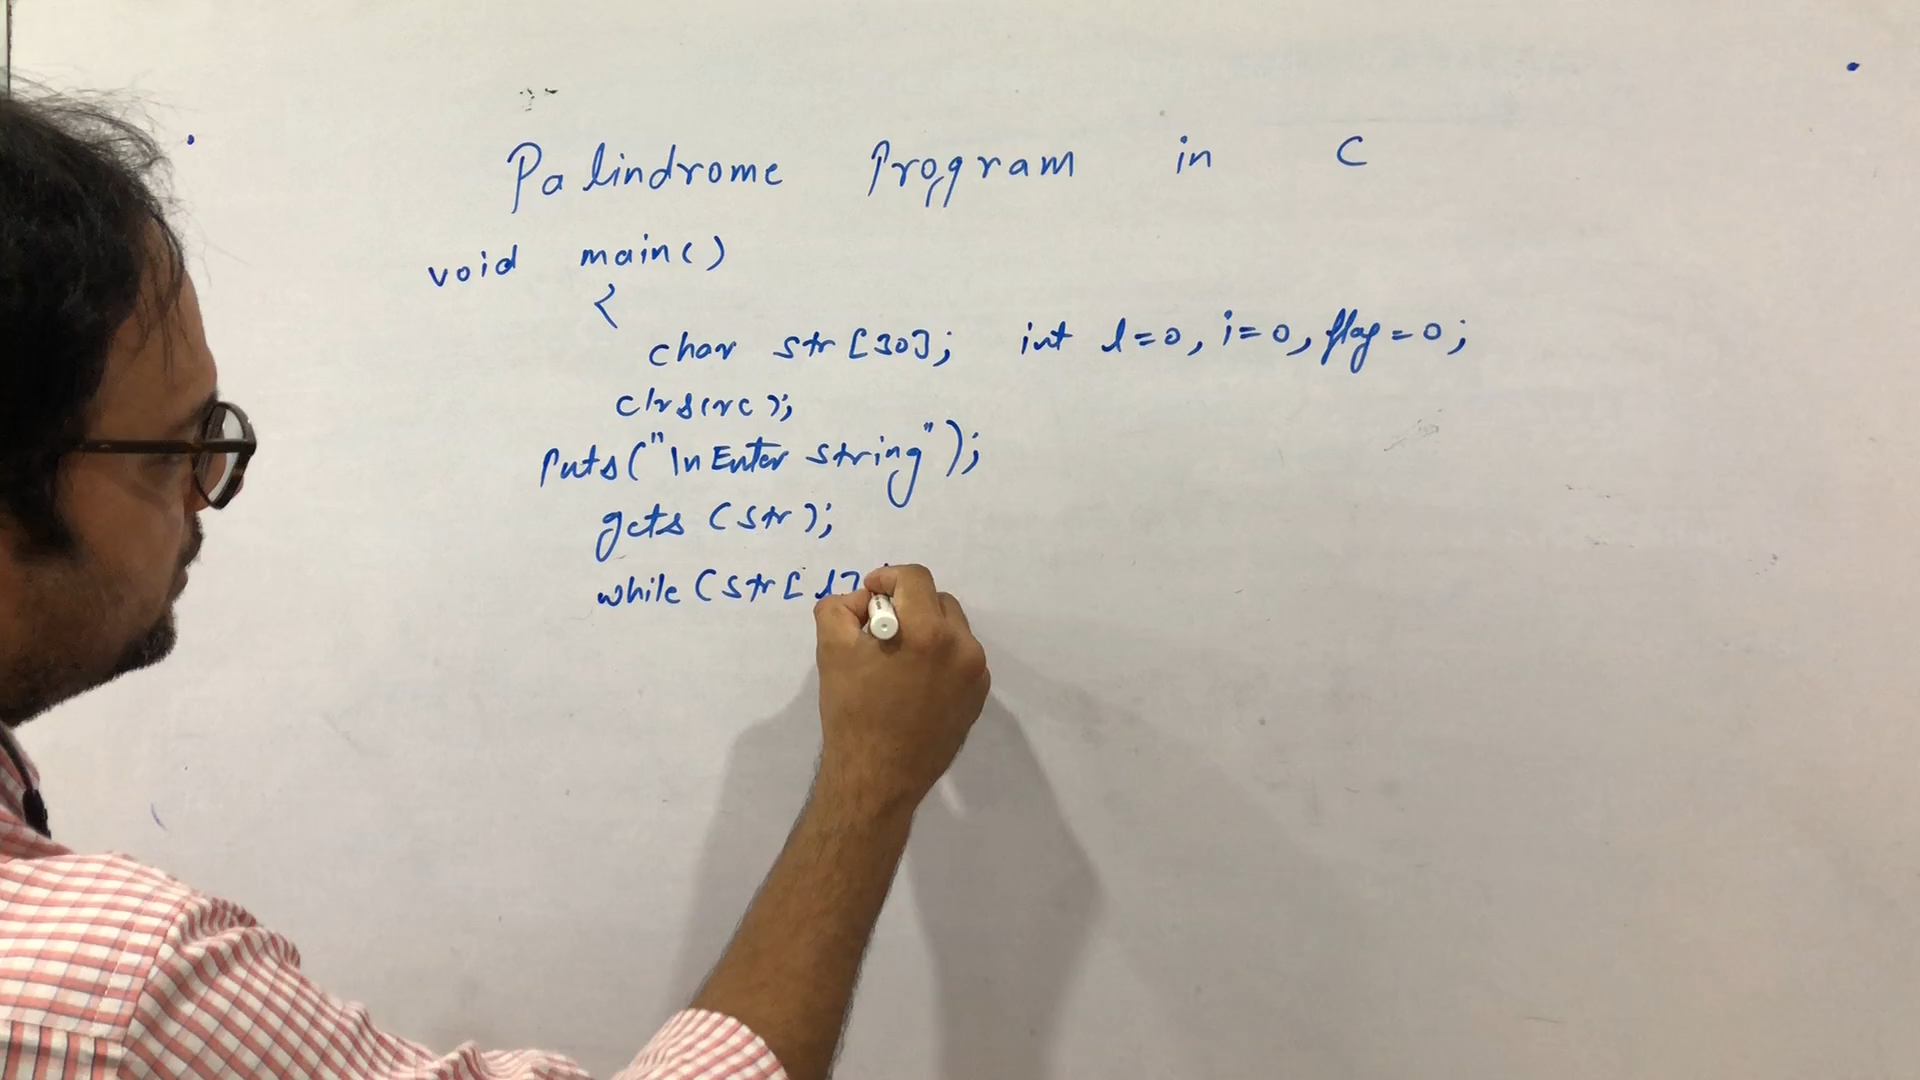 Palindrome Program in C
void main()
{
char str[30]; int l=0, i=0, flag=0;
clrscr();
puts("\n Enter string");
gets(str);
while(str[l]